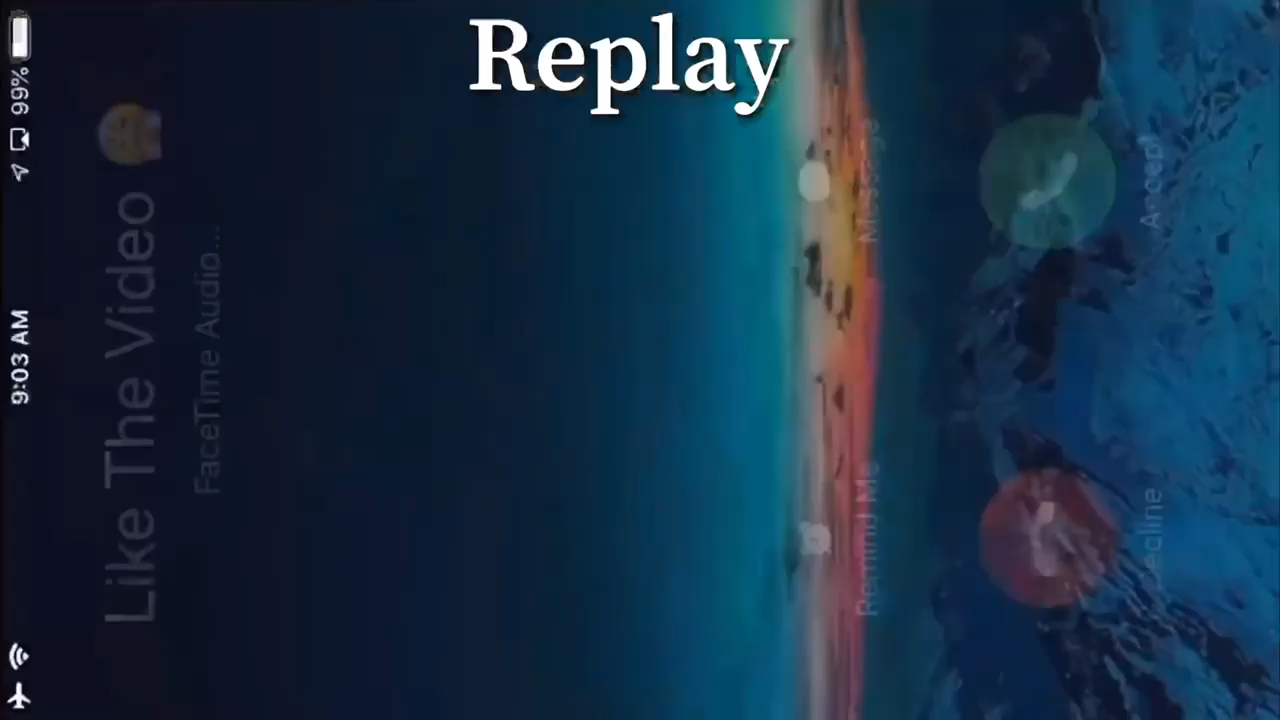 Replay
9:03 AM
99%
Like The Video
FaceTime Audio...
Remind Me
Message
Decline
Accept